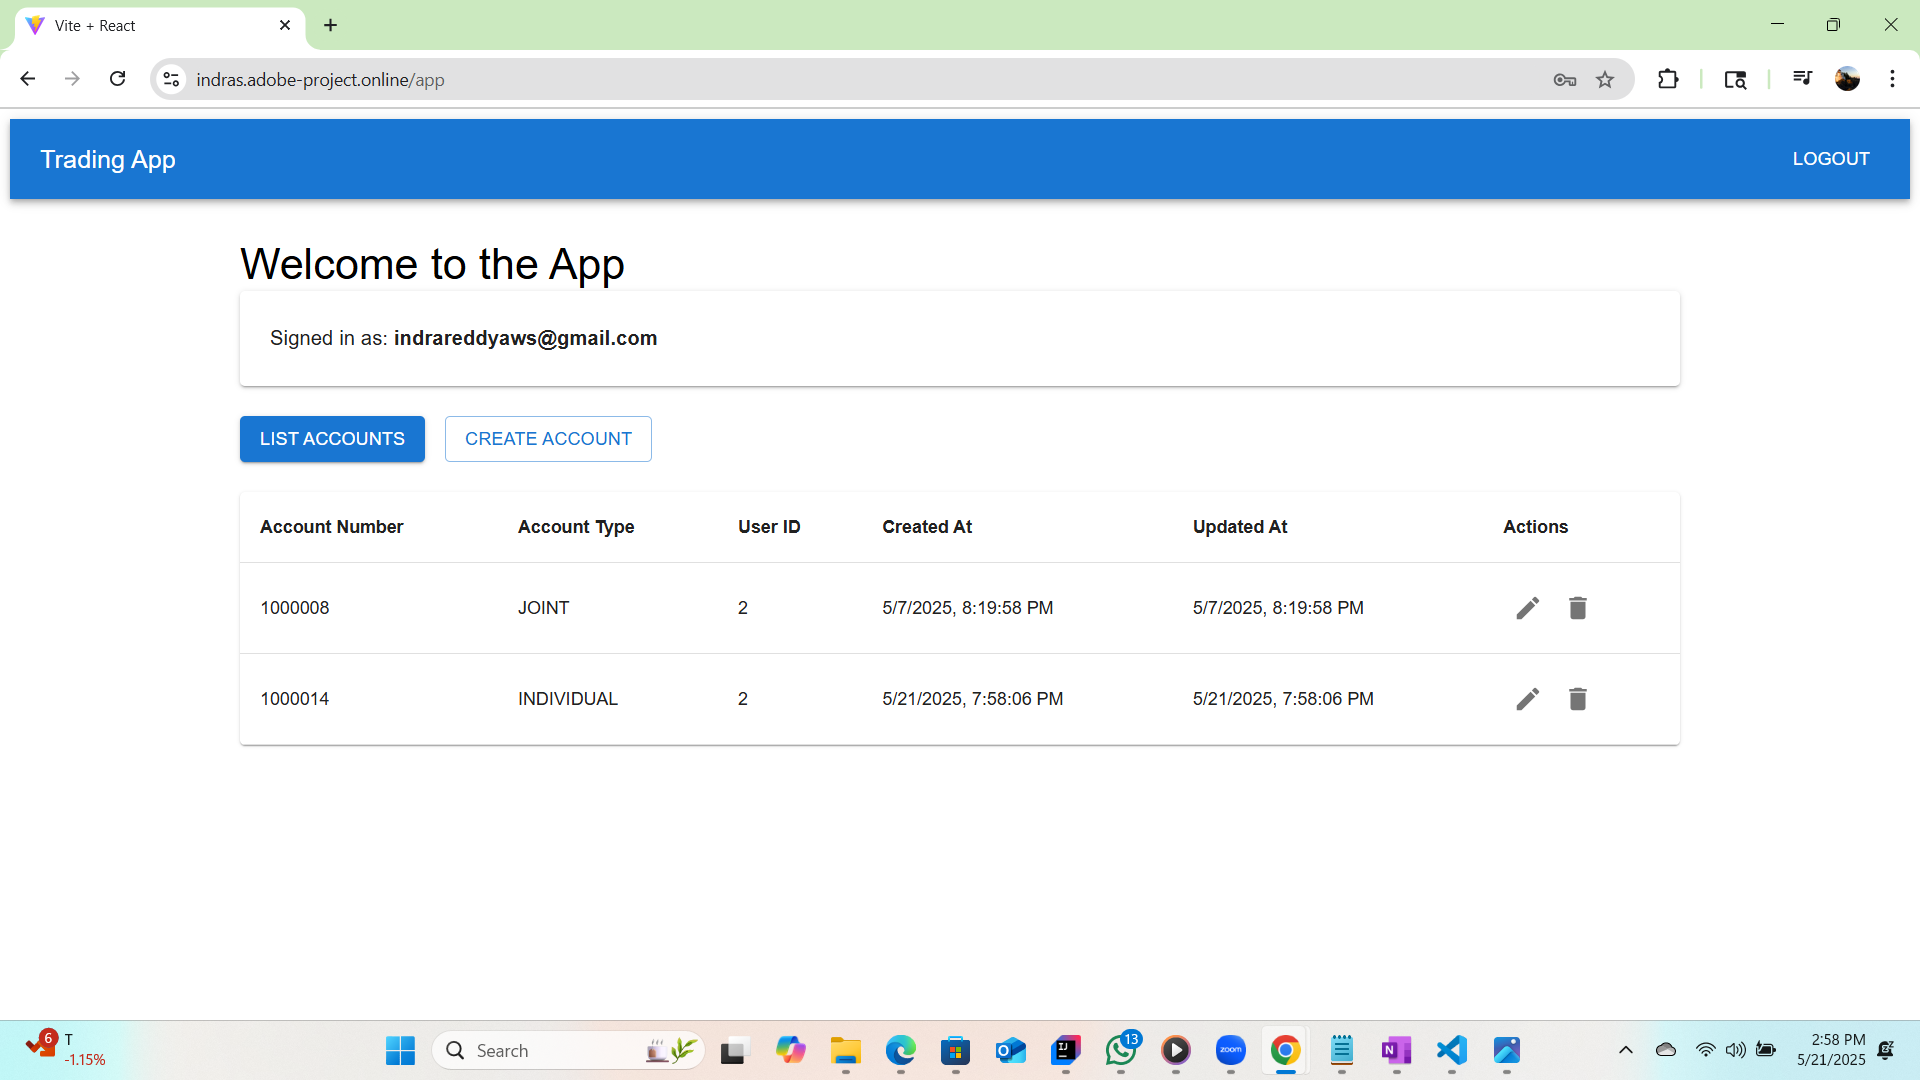 Vite + React
indras.adobe-project.online/app
Trading App
LOGOUT
Welcome to the App
Signed in as: indrareddyaws@gmail.com
LIST ACCOUNTS
CREATE ACCOUNT
Account Number Account Type User ID Created At Updated At Actions
1000008 JOINT 2 5/7/2025, 8:19:58 PM 5/7/2025, 8:19:58 PM
1000014 INDIVIDUAL 2 5/21/2025, 7:58:06 PM 5/21/2025, 7:58:06 PM
6
T
-1.15%
Search
O
IJ
13
zoom
N
2:58 PM
5/21/2025